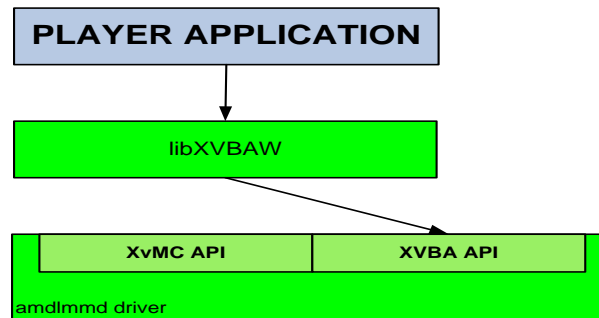 PLAYER APPLICATION
libXVBAW
XvMC API
XVBA API
amdlmmd driver